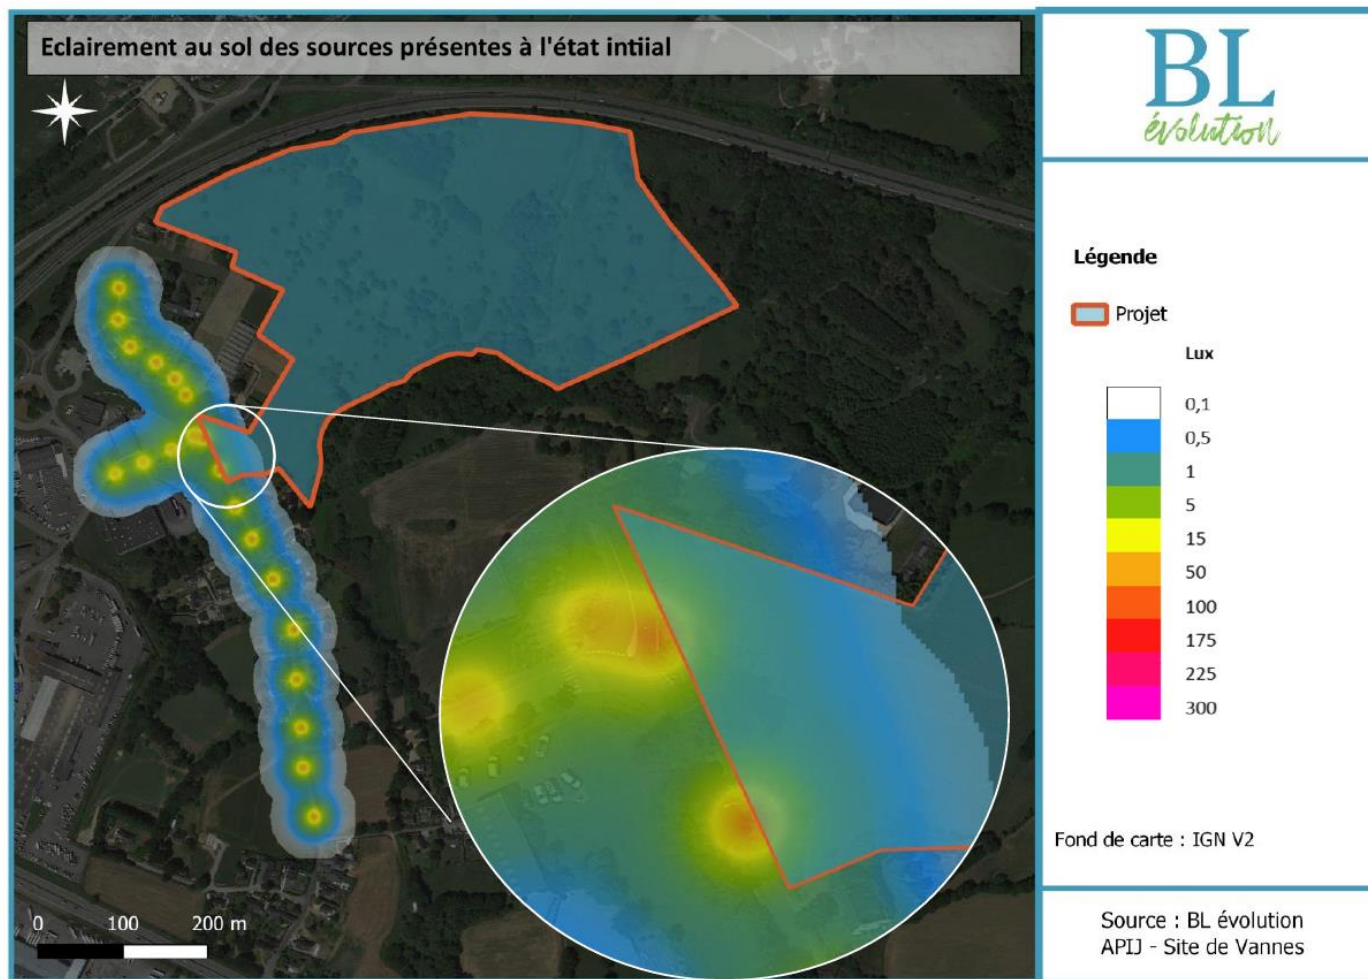 Eclairement au sol des sources présentes à l'état intiial
BL
évolution
Légende
Projet
Lux
0,1
0,5
1
5
15
50
100
175
225
300
Fond de carte : IGN V2
0 100 200 m
Source : BL évolution
APIJ - Site de Vannes